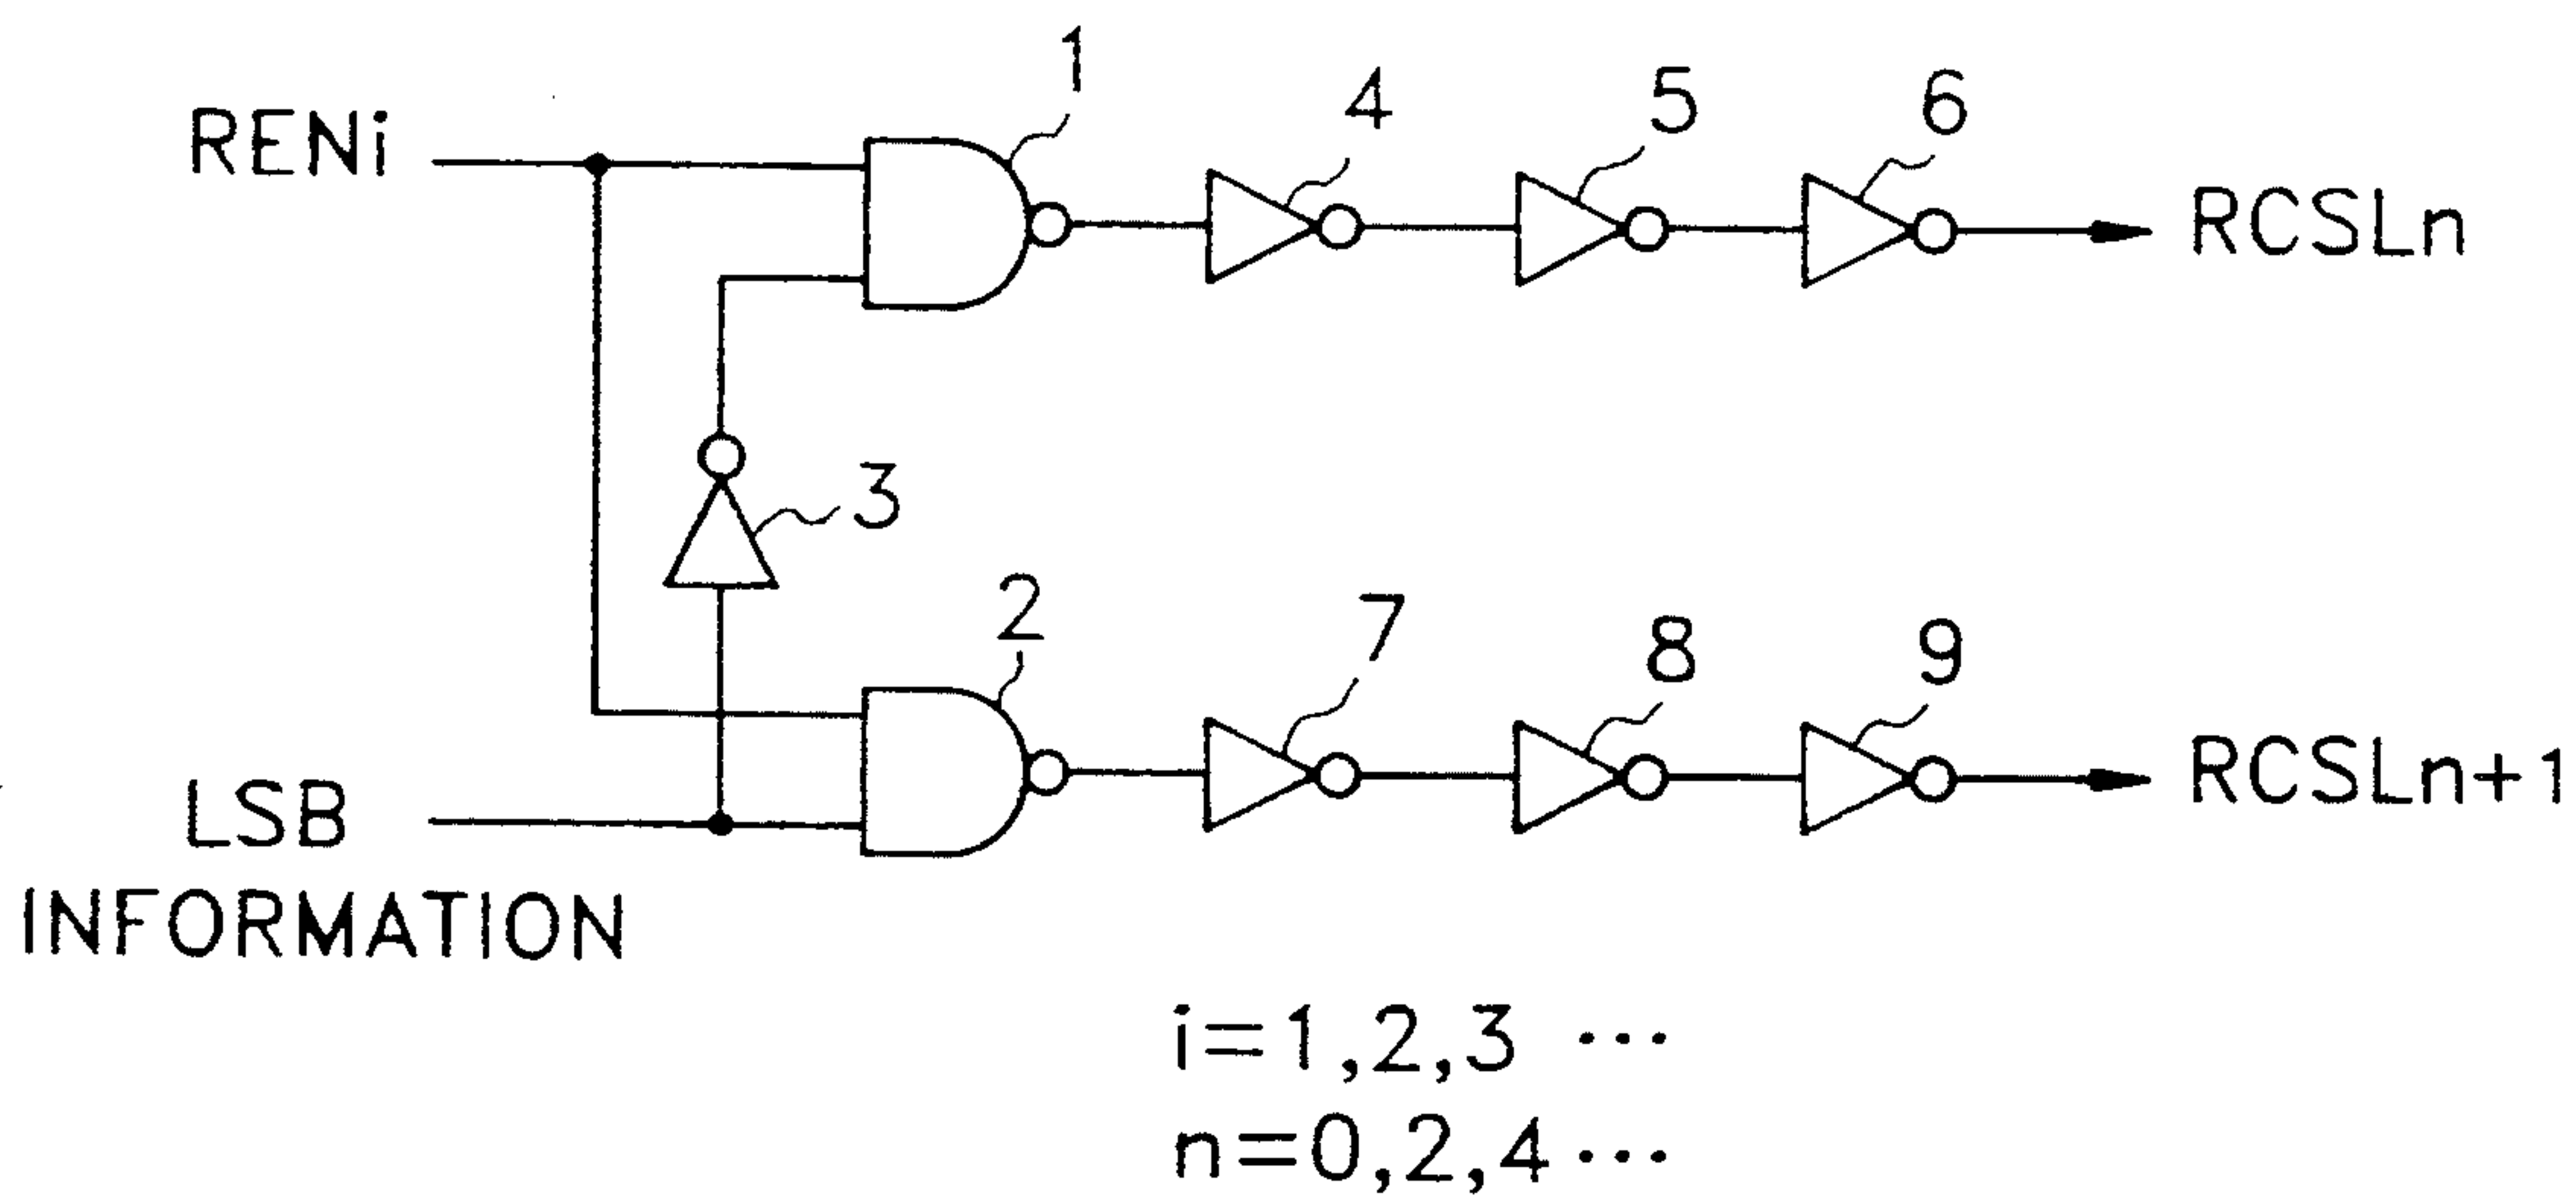 1
4
5
6
RENi
RCSLn
3
2
7
8
9
LSB
INFORMATION
RCSLn+1
i=1,2,3 ···
n=0,2,4 ···